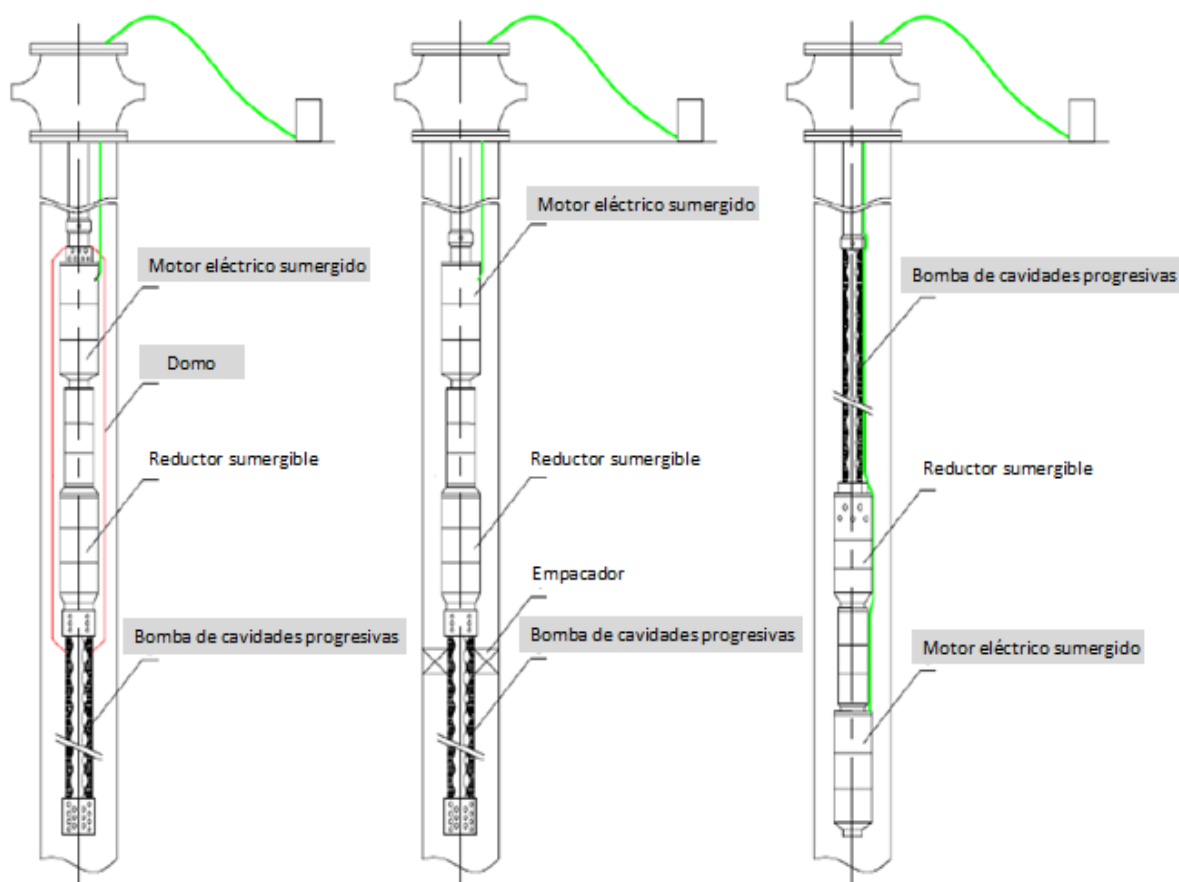 Motor eléctrico sumergido
Domo
Reductor sumergible
Bomba de cavidades progresivas
Motor eléctrico sumergido
Reductor sumergible
Empacador
Bomba de cavidades progresivas
Bomba de cavidades progresivas
Reductor sumergible
Motor eléctrico sumergido